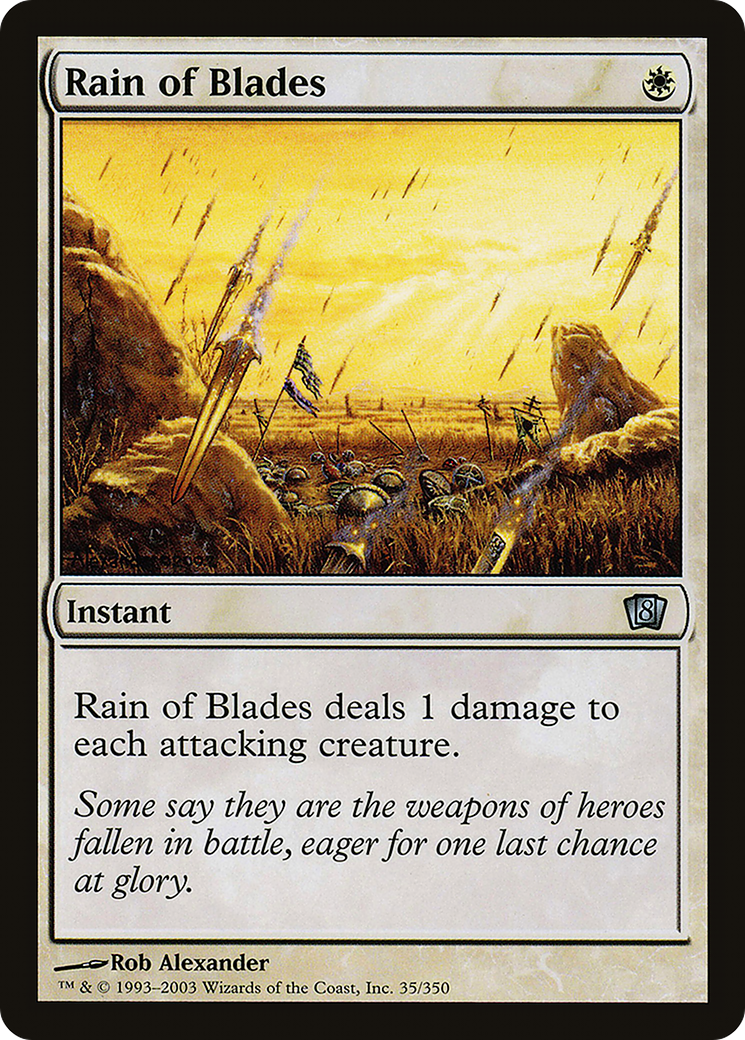 Rain of Blades
Instant
8
Rain of Blades deals 1 damage to
each attacking creature.
Some say they are the weapons of heroes
fallen in battle, eager for one last chance
at glory.
Rob Alexander
™ & © 1993–2003 Wizards of the Coast, Inc. 35/350